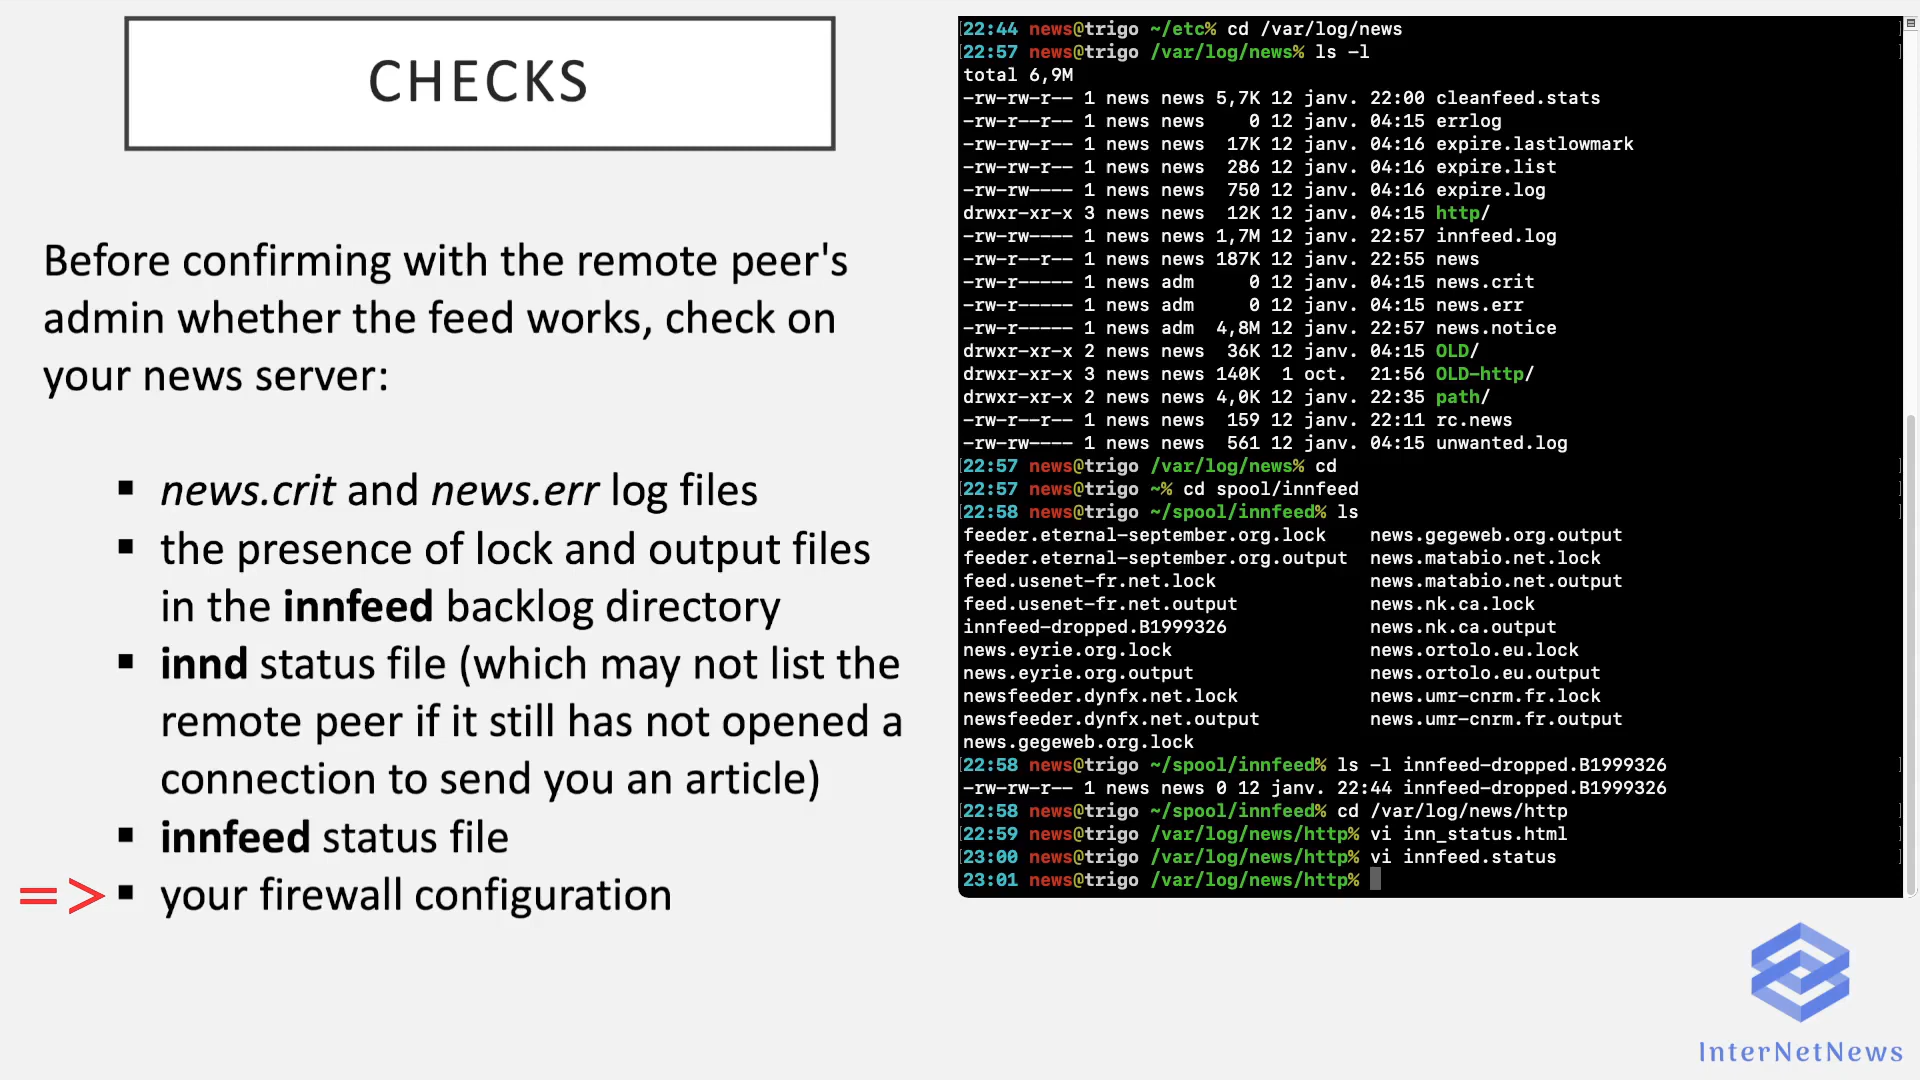 CHECKS
Before confirming with the remote peer's
admin whether the feed works, check on
your news server:
▪ news.crit and news.err log files
▪ the presence of lock and output files
in the innfeed backlog directory
▪ innd status file (which may not list the
remote peer if it still has not opened a
connection to send you an article)
▪ innfeed status file
=> ▪ your firewall configuration
[22:44 news@trigo ~/etc% cd /var/log/news ]
[22:57 news@trigo /var/log/news% ls -l ]
total 6,9M
-rw-rw-r-- 1 news news 5,7K 12 janv. 22:00 cleanfeed.stats
-rw-r--r-- 1 news news    0 12 janv. 04:15 errlog
-rw-rw-r-- 1 news news  17K 12 janv. 04:16 expire.lastlowmark
-rw-rw-r-- 1 news news  286 12 janv. 04:16 expire.list
-rw-rw---- 1 news news  750 12 janv. 04:16 expire.log
drwxr-xr-x 3 news news  12K 12 janv. 04:15 http/
-rw-rw---- 1 news news 1,7M 12 janv. 22:57 innfeed.log
-rw-r--r-- 1 news news 187K 12 janv. 22:55 news
-rw-r----- 1 news adm     0 12 janv. 04:15 news.crit
-rw-r----- 1 news adm     0 12 janv. 04:15 news.err
-rw-r----- 1 news adm  4,8M 12 janv. 22:57 news.notice
drwxr-xr-x 2 news news  36K 12 janv. 04:15 OLD/
drwxr-xr-x 3 news news 140K  1 oct.  21:56 OLD-http/
drwxr-xr-x 2 news news 4,0K 12 janv. 22:35 path/
-rw-r--r-- 1 news news  159 12 janv. 22:11 rc.news
-rw-rw---- 1 news news  561 12 janv. 04:15 unwanted.log
[22:57 news@trigo /var/log/news% cd ]
[22:57 news@trigo ~% cd spool/innfeed ]
[22:58 news@trigo ~/spool/innfeed% ls ]
feeder.eternal-september.org.lock    news.gegeweb.org.output
feeder.eternal-september.org.output  news.matabio.net.lock
feed.usenet-fr.net.lock              news.matabio.net.output
feed.usenet-fr.net.output            news.nk.ca.lock
innfeed-dropped.B1999326             news.nk.ca.output
news.eyrie.org.lock                  news.ortolo.eu.lock
news.eyrie.org.output                news.ortolo.eu.output
newsfeeder.dynfx.net.lock            news.umr-cnrm.fr.lock
newsfeeder.dynfx.net.output          news.umr-cnrm.fr.output
news.gegeweb.org.lock
[22:58 news@trigo ~/spool/innfeed% ls -l innfeed-dropped.B1999326 ]
-rw-rw-r-- 1 news news 0 12 janv. 22:44 innfeed-dropped.B1999326
[22:58 news@trigo ~/spool/innfeed% cd /var/log/news/http ]
[22:59 news@trigo /var/log/news/http% vi inn_status.html ]
[23:00 news@trigo /var/log/news/http% vi innfeed.status ]
23:01 news@trigo /var/log/news/http%
InterNetNews